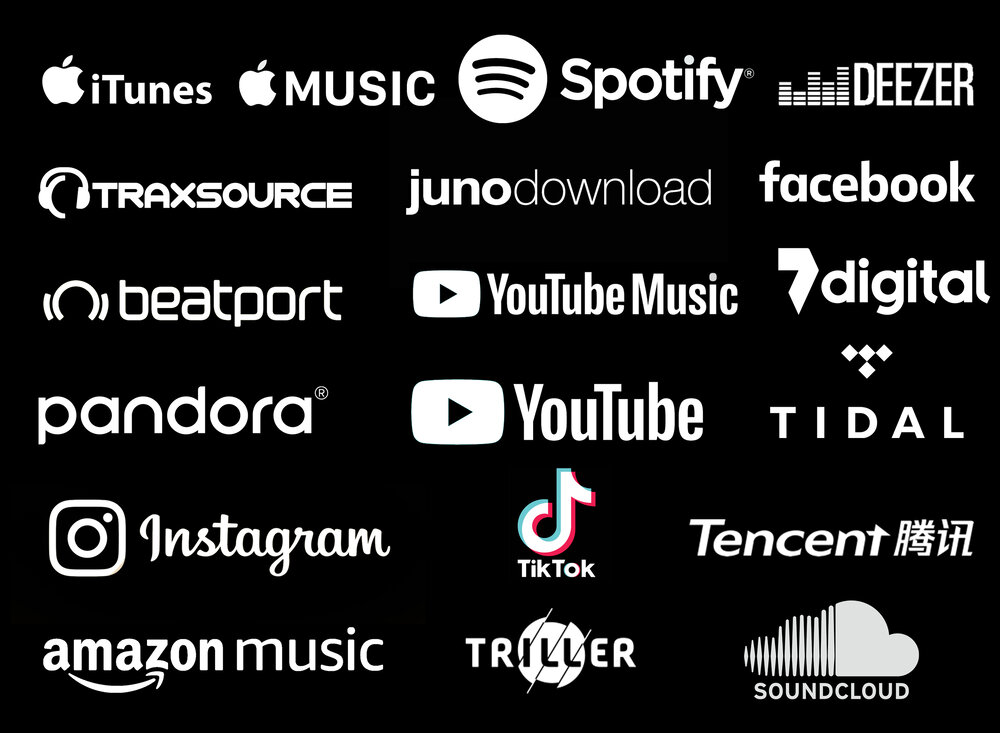 iTunes MUSIC Spotify® DEEZER
TRAXSOURCE junodownload facebook
beatport YouTube Music 7digital
pandora® YouTube TIDAL
Instagram TikTok Tencent 腾讯
amazon music TRILLER SOUNDCLOUD